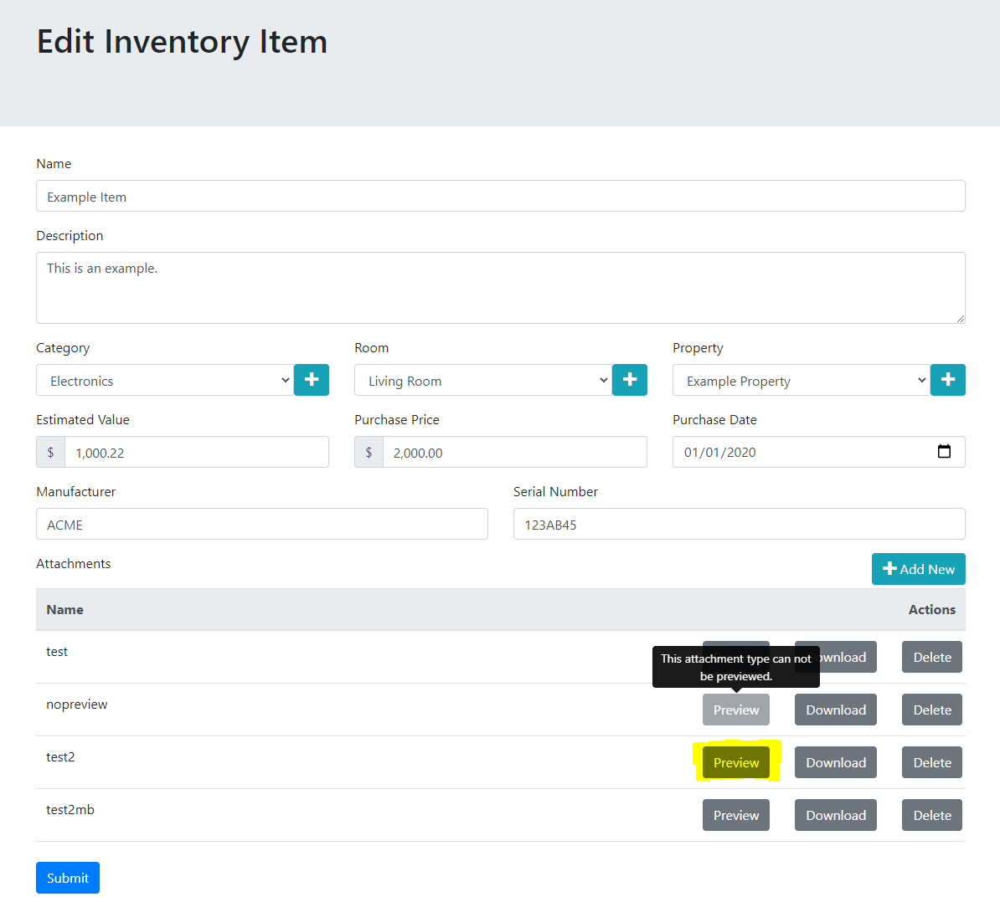 Edit Inventory Item
Name
Example Item
Description
This is an example.
Category Room Property
Electronics Living Room Example Property
Estimated Value Purchase Price Purchase Date
$ 1,000.22 $ 2,000.00 01/01/2020
Manufacturer Serial Number
ACME 123AB45
Attachments Add New
Name Actions
test Download Delete
This attachment type can not
be previewed.
nopreview Preview Download Delete
test2 Preview Download Delete
test2mb Preview Download Delete
Submit